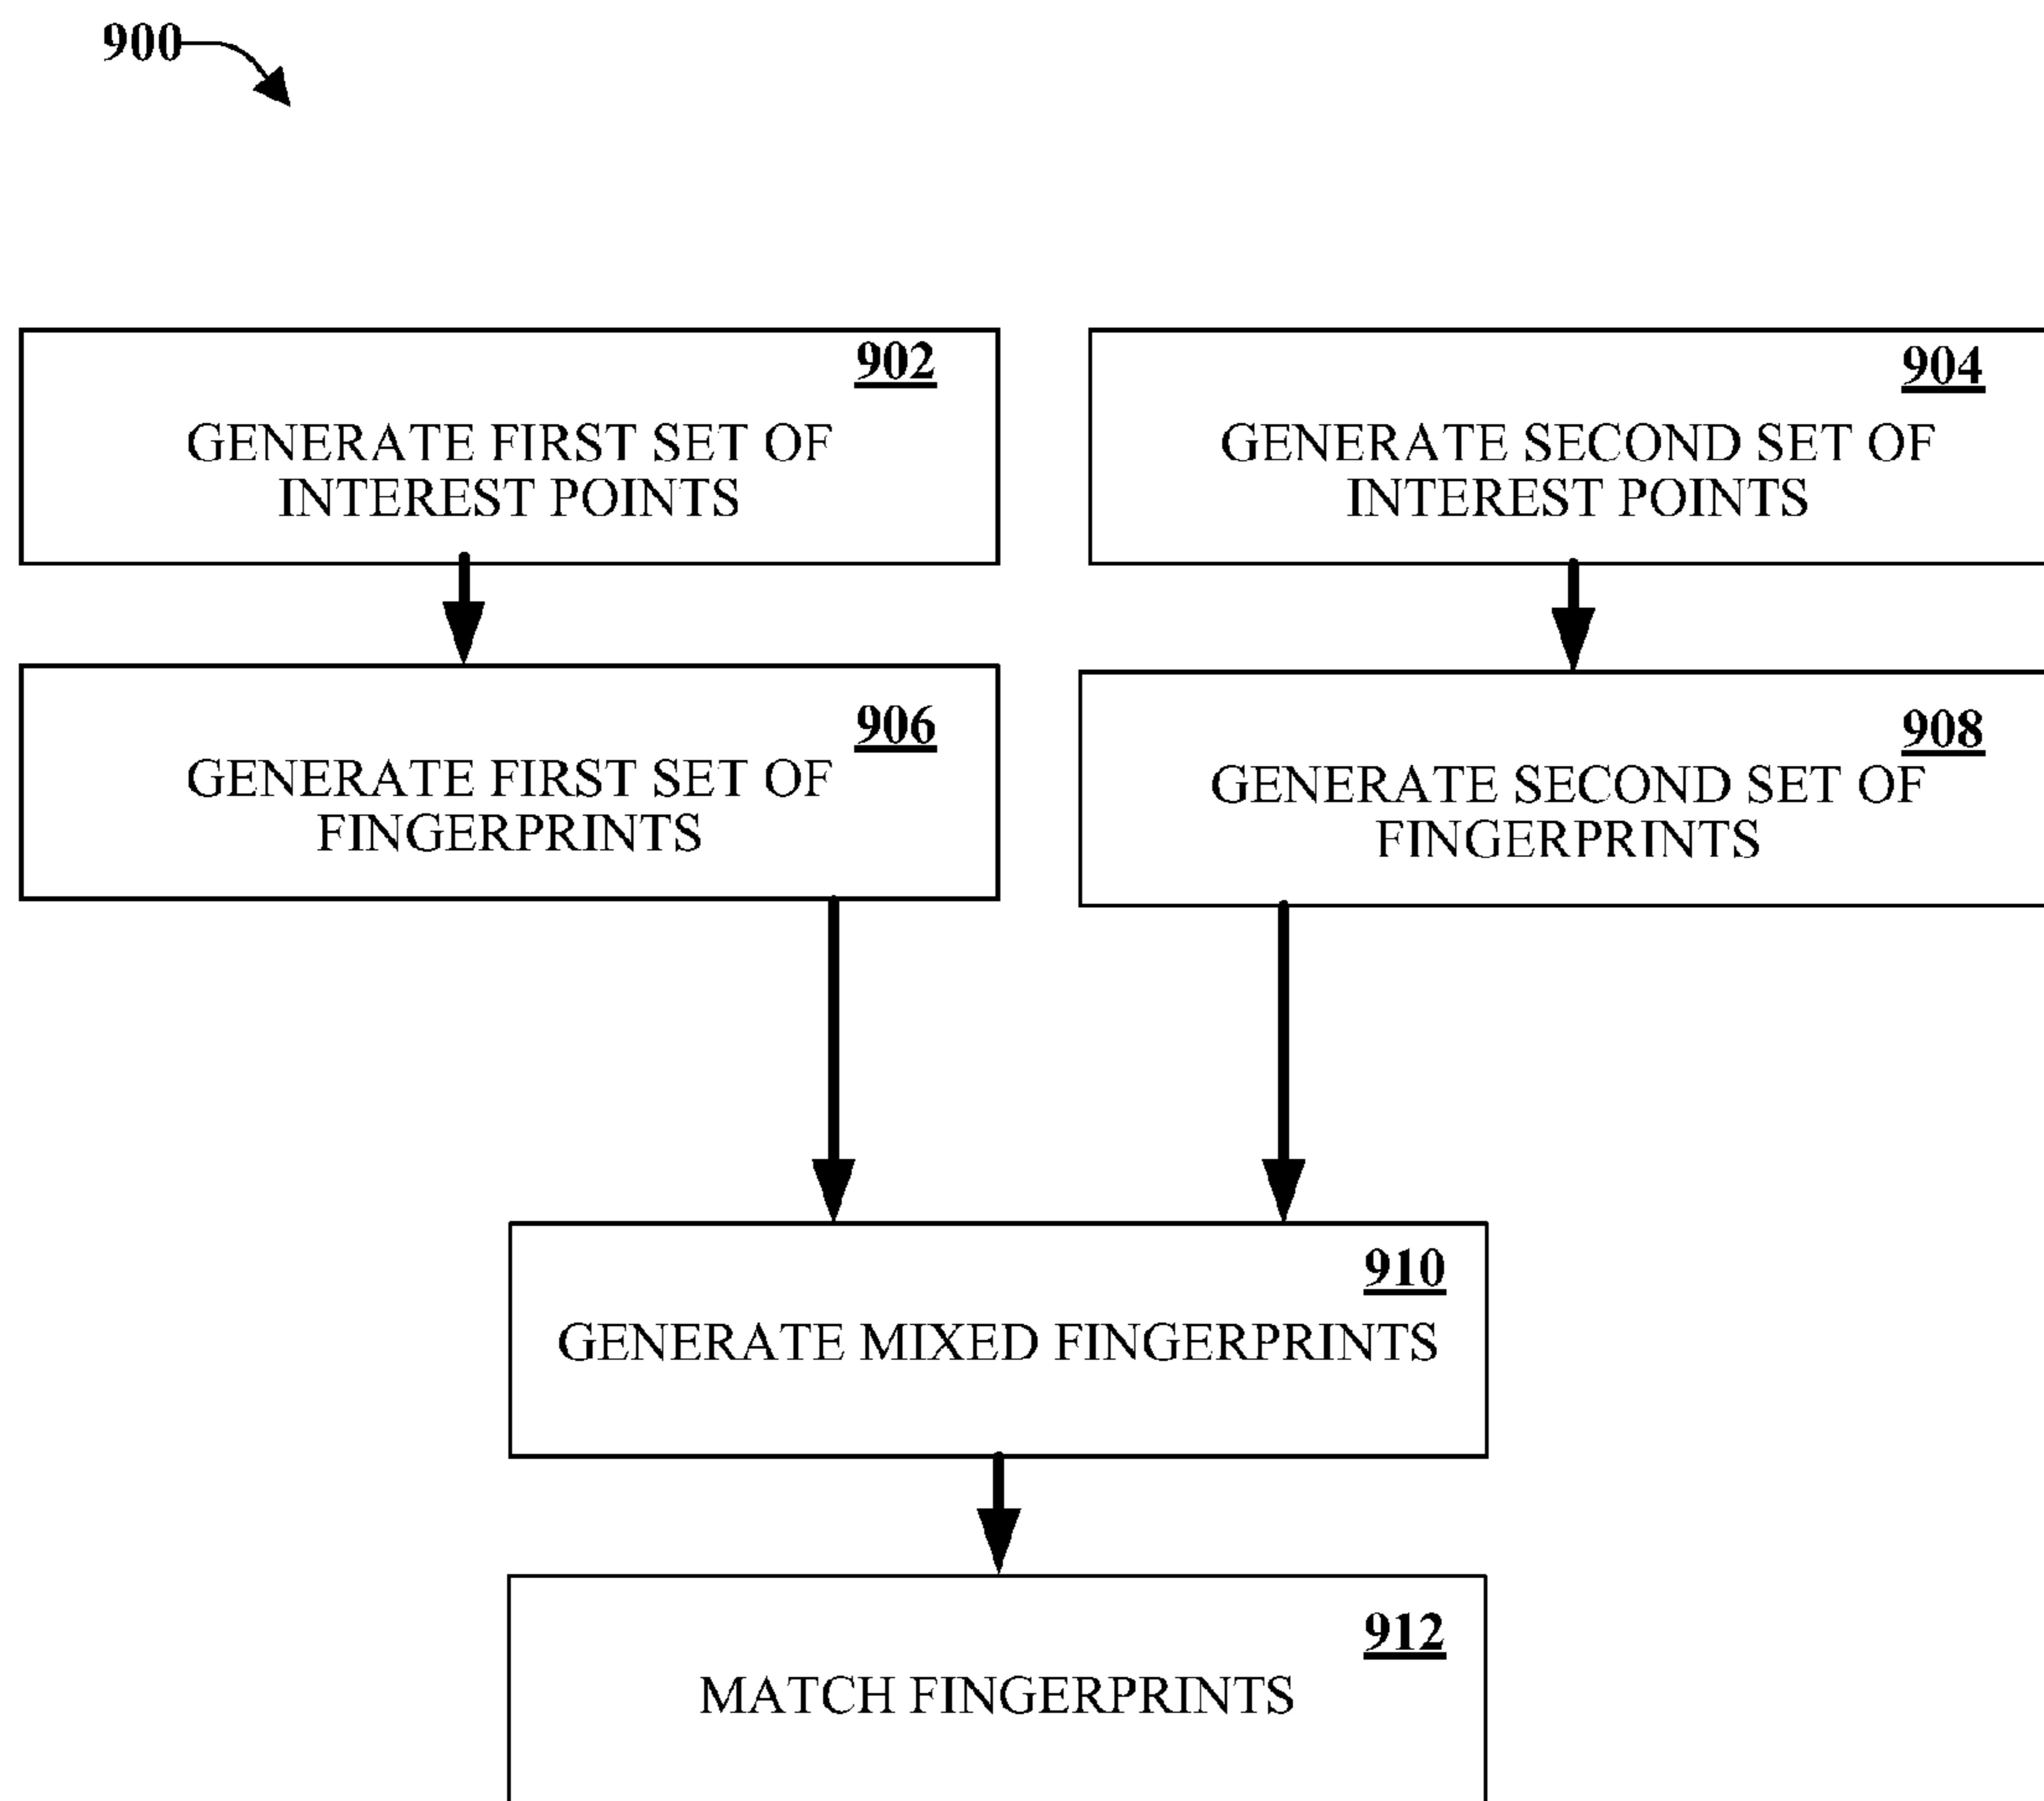 900
902
GENERATE FIRST SET OF
INTEREST POINTS
904
GENERATE SECOND SET OF
INTEREST POINTS
906
GENERATE FIRST SET OF
FINGERPRINTS
908
GENERATE SECOND SET OF
FINGERPRINTS
910
GENERATE MIXED FINGERPRINTS
912
MATCH FINGERPRINTS